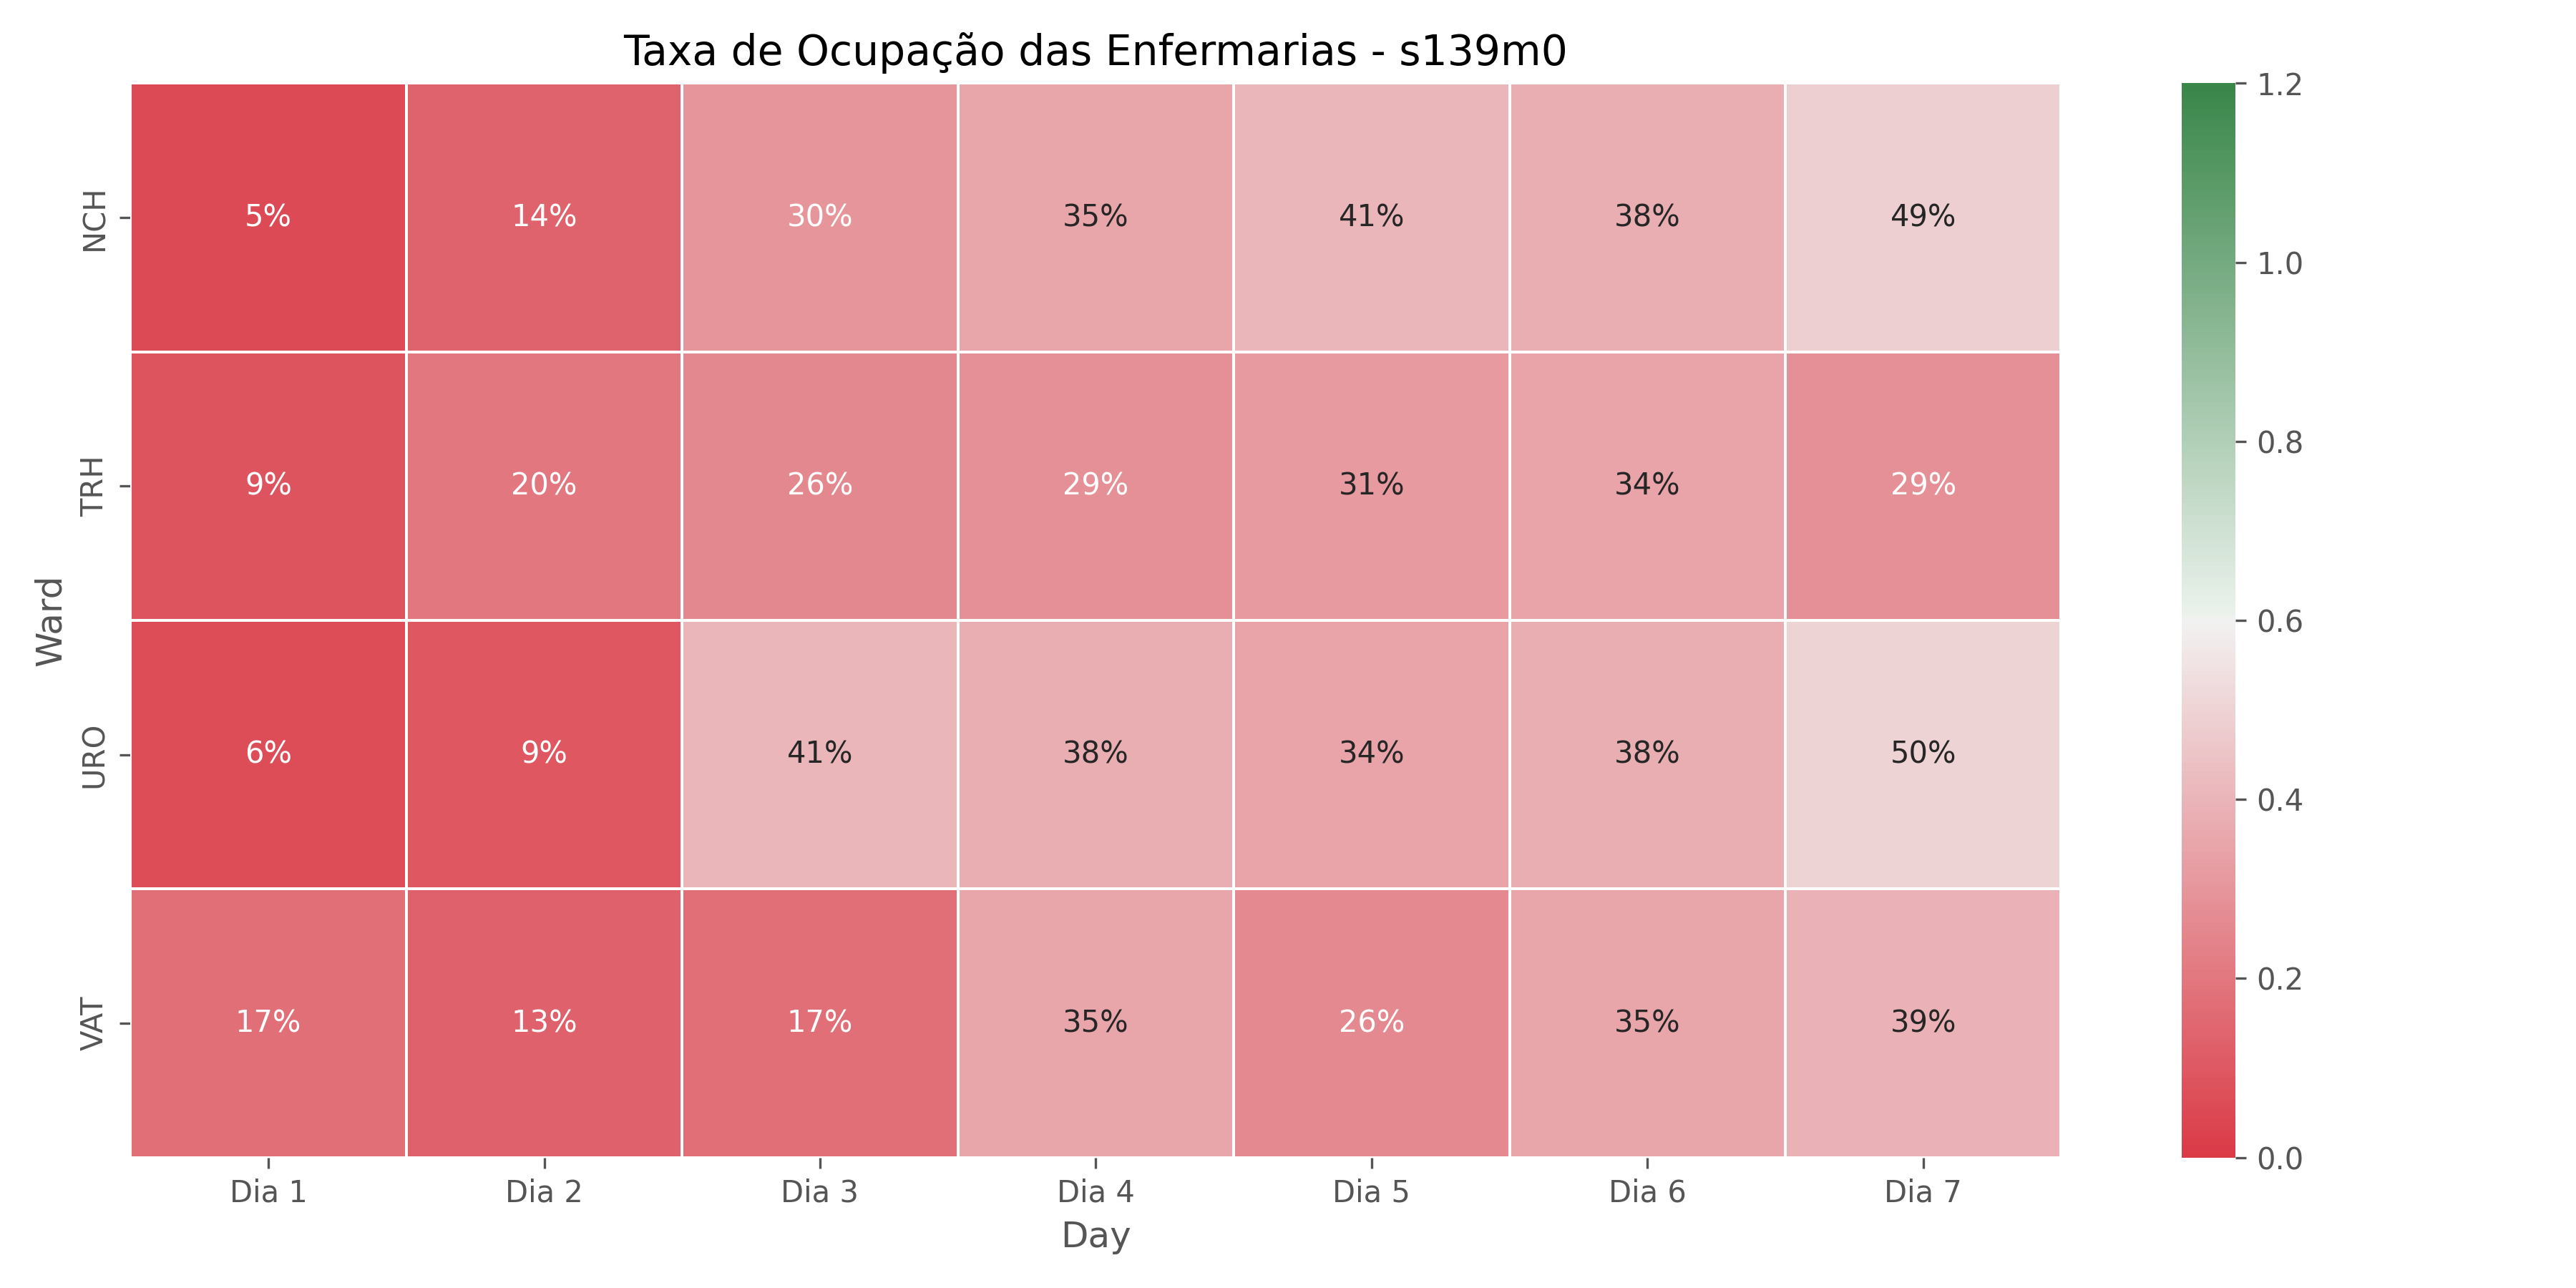 Taxa de Ocupação das Enfermarias - s139m0
Ward
NCH 5% 14% 30% 35% 41% 38% 49%
TRH 9% 20% 26% 29% 31% 34% 29%
URO 6% 9% 41% 38% 34% 38% 50%
VAT 17% 13% 17% 35% 26% 35% 39%
Dia 1 Dia 2 Dia 3 Dia 4 Dia 5 Dia 6 Dia 7
Day
1.2
1.0
0.8
0.6
0.4
0.2
0.0